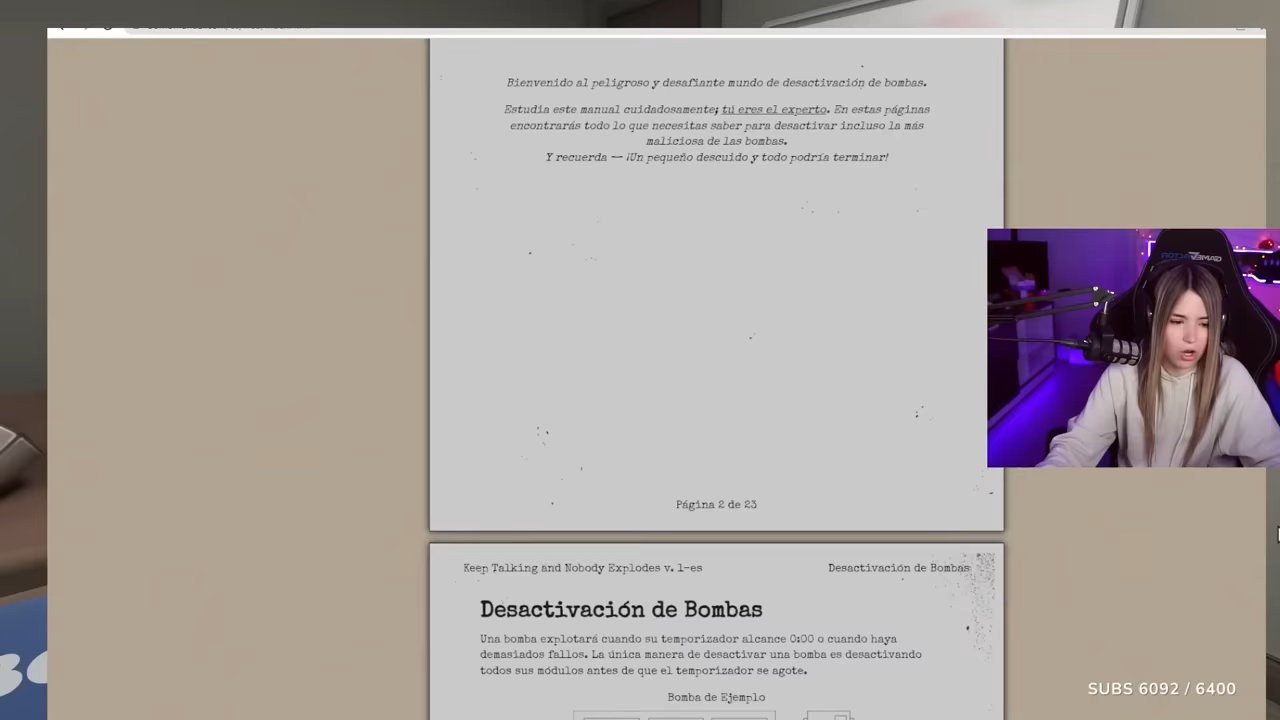 Bienvenido al peligroso y desafiante mundo de desactivación de bombas.
Estudia este manual cuidadosamente; tú eres el experto. En estas páginas
encontrarás todo lo que necesitas saber para desactivar incluso la más
maliciosa de las bombas.
Y recuerda — ¡Un pequeño descuido y todo podría terminar!
Página 2 de 23
Keep Talking and Nobody Explodes v. 1-es
Desactivación de Bombas
Desactivación de Bombas
Una bomba explotará cuando su temporizador alcance 0:00 o cuando haya
demasiados fallos. La única manera de desactivar una bomba es desactivando
todos sus módulos antes de que el temporizador se agote.
Bomba de Ejemplo
SUBS 6092 / 6400